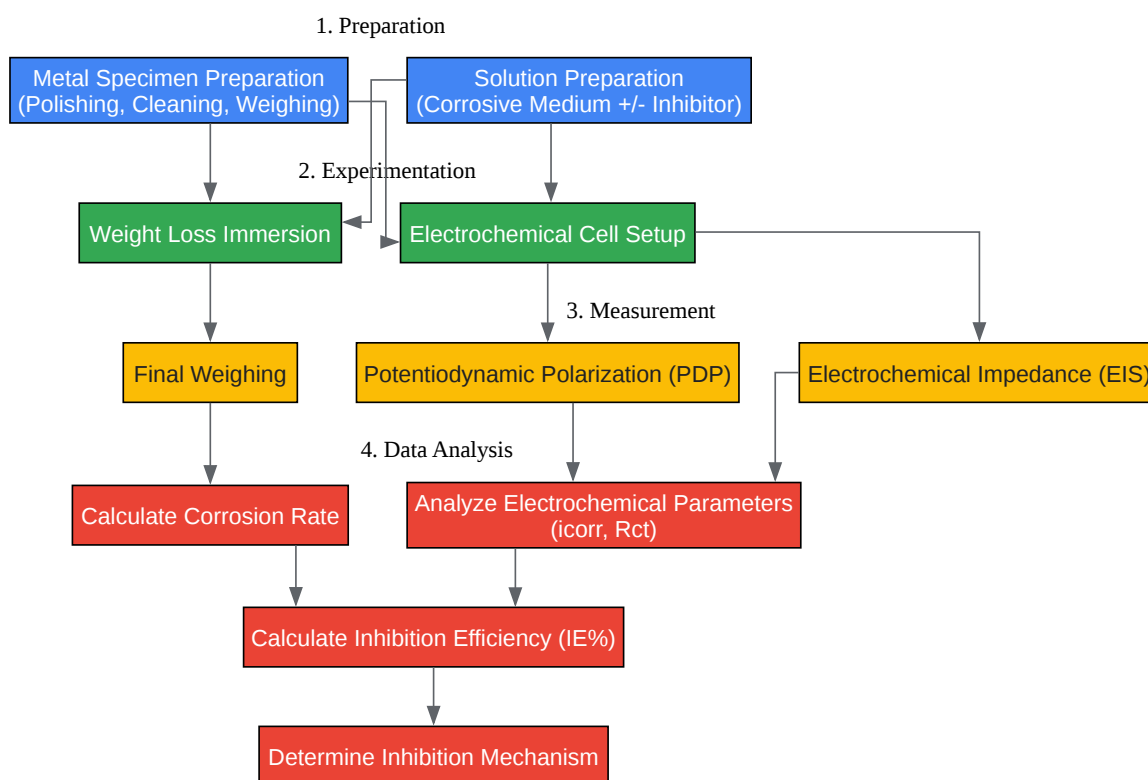 1. Preparation
Metal Specimen Preparation
(Polishing, Cleaning, Weighing)
Solution Preparation
(Corrosive Medium +/- Inhibitor)
2. Experimentation
Weight Loss Immersion
Electrochemical Cell Setup
3. Measurement
Final Weighing
Potentiodynamic Polarization (PDP)
Electrochemical Impedance (EIS)
4. Data Analysis
Calculate Corrosion Rate
Analyze Electrochemical Parameters
(icorr, Rct)
Calculate Inhibition Efficiency (IE%)
Determine Inhibition Mechanism